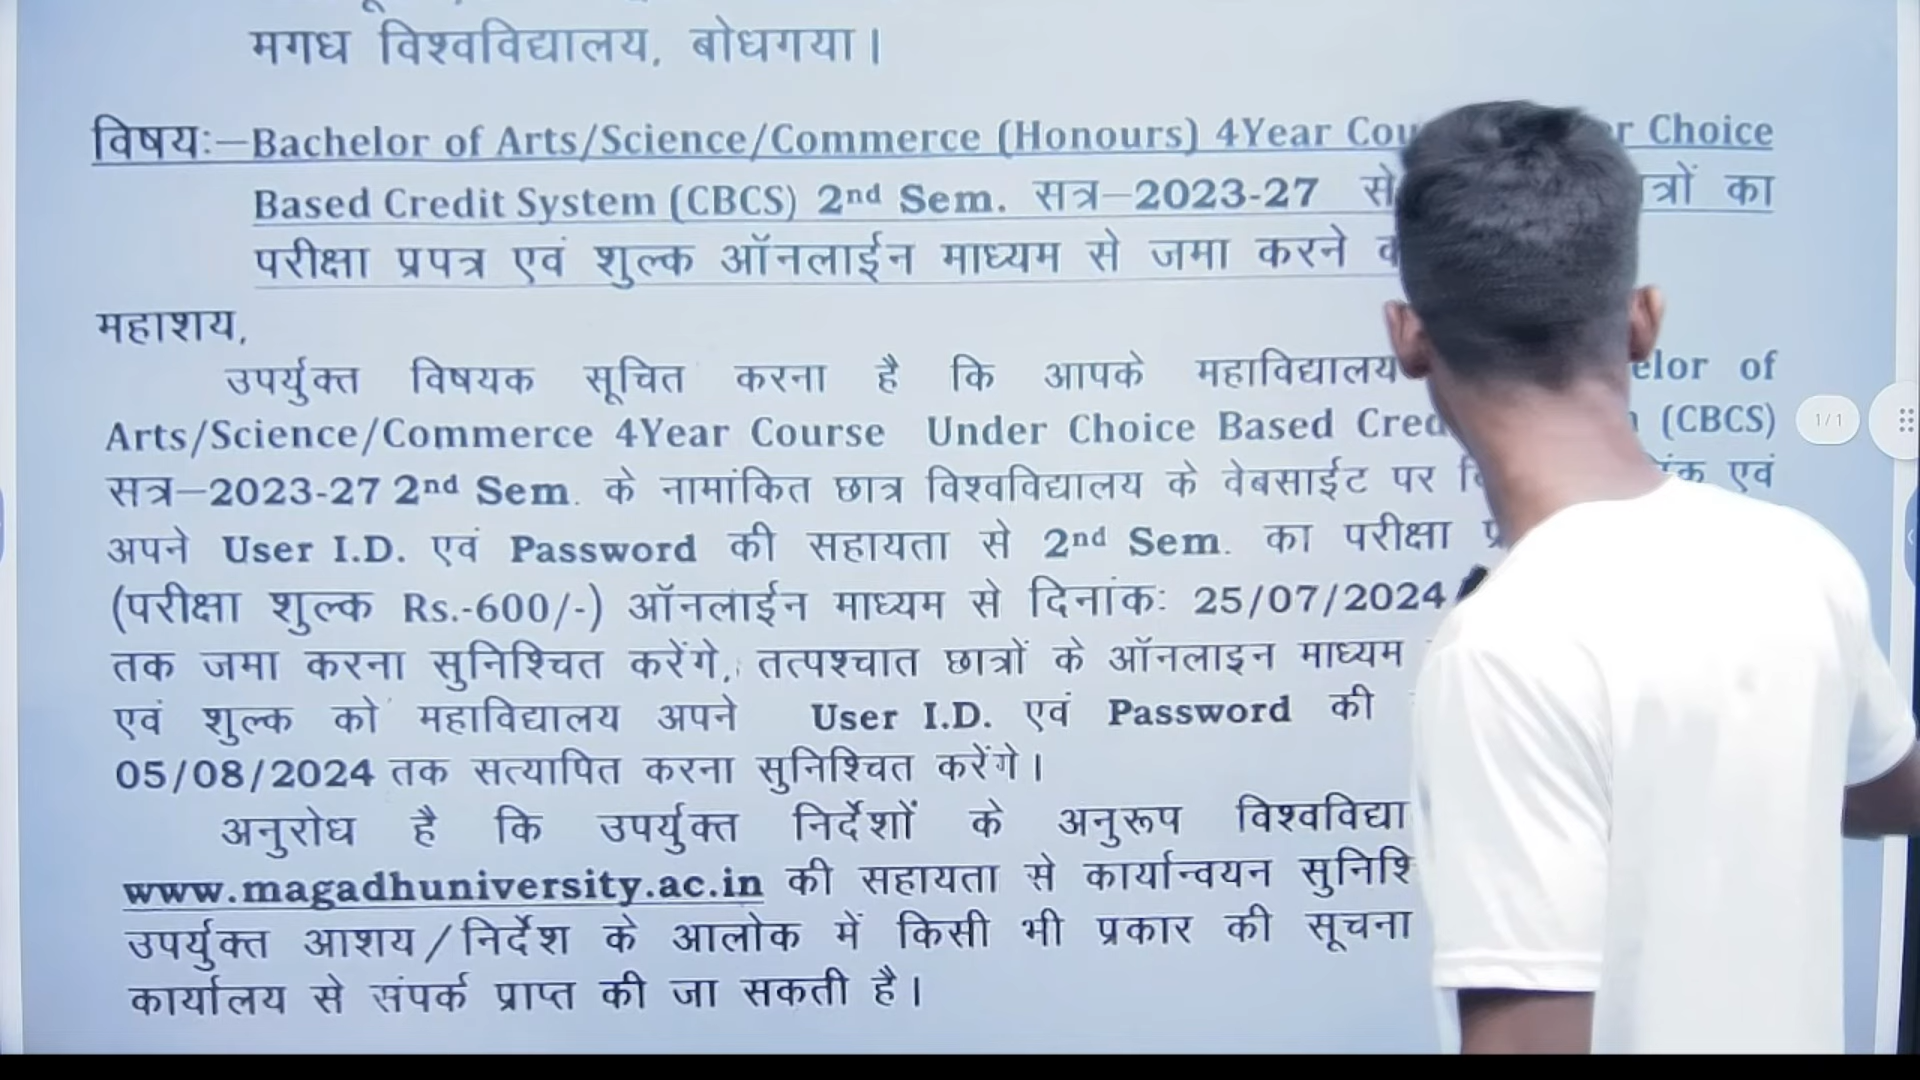 मगध विश्वविद्यालय, बोधगया।
विषयः–Bachelor of Arts/Science/Commerce (Honours) 4Year Choice
Based Credit System (CBCS) 2nd Sem. सत्र–2023-27 से का
परीक्षा प्रपत्र एवं शुल्क ऑनलाईन माध्यम से जमा करने
महाशय,
उपर्युक्त विषयक सूचित करना है कि आपके महाविद्यालय of
Arts/Science/Commerce 4Year Course Under Choice Based (CBCS)
1/1
सत्र–2023-27 2nd Sem. के नामांकित छात्र विश्वविद्यालय के वेबसाईट पर एवं
अपने User I.D. एवं Password की सहायता से 2nd Sem. का परीक्षा
(परीक्षा शुल्क Rs.-600/-) ऑनलाईन माध्यम से दिनांकः 25/07/2024
तक जमा करना सुनिश्चित करेंगे, तत्पश्चात छात्रों के ऑनलाइन माध्यम
एवं शुल्क को महाविद्यालय अपने User I.D. एवं Password की
05/08/2024 तक सत्यापित करना सुनिश्चित करेंगे।
अनुरोध है कि उपर्युक्त निर्देशों के अनुरूप
www.magadhuniversity.ac.in की सहायता से कार्यान्वयन
उपर्युक्त आशय/निर्देश के आलोक में किसी भी प्रकार की सूचना
कार्यालय से संपर्क प्राप्त की जा सकती है।